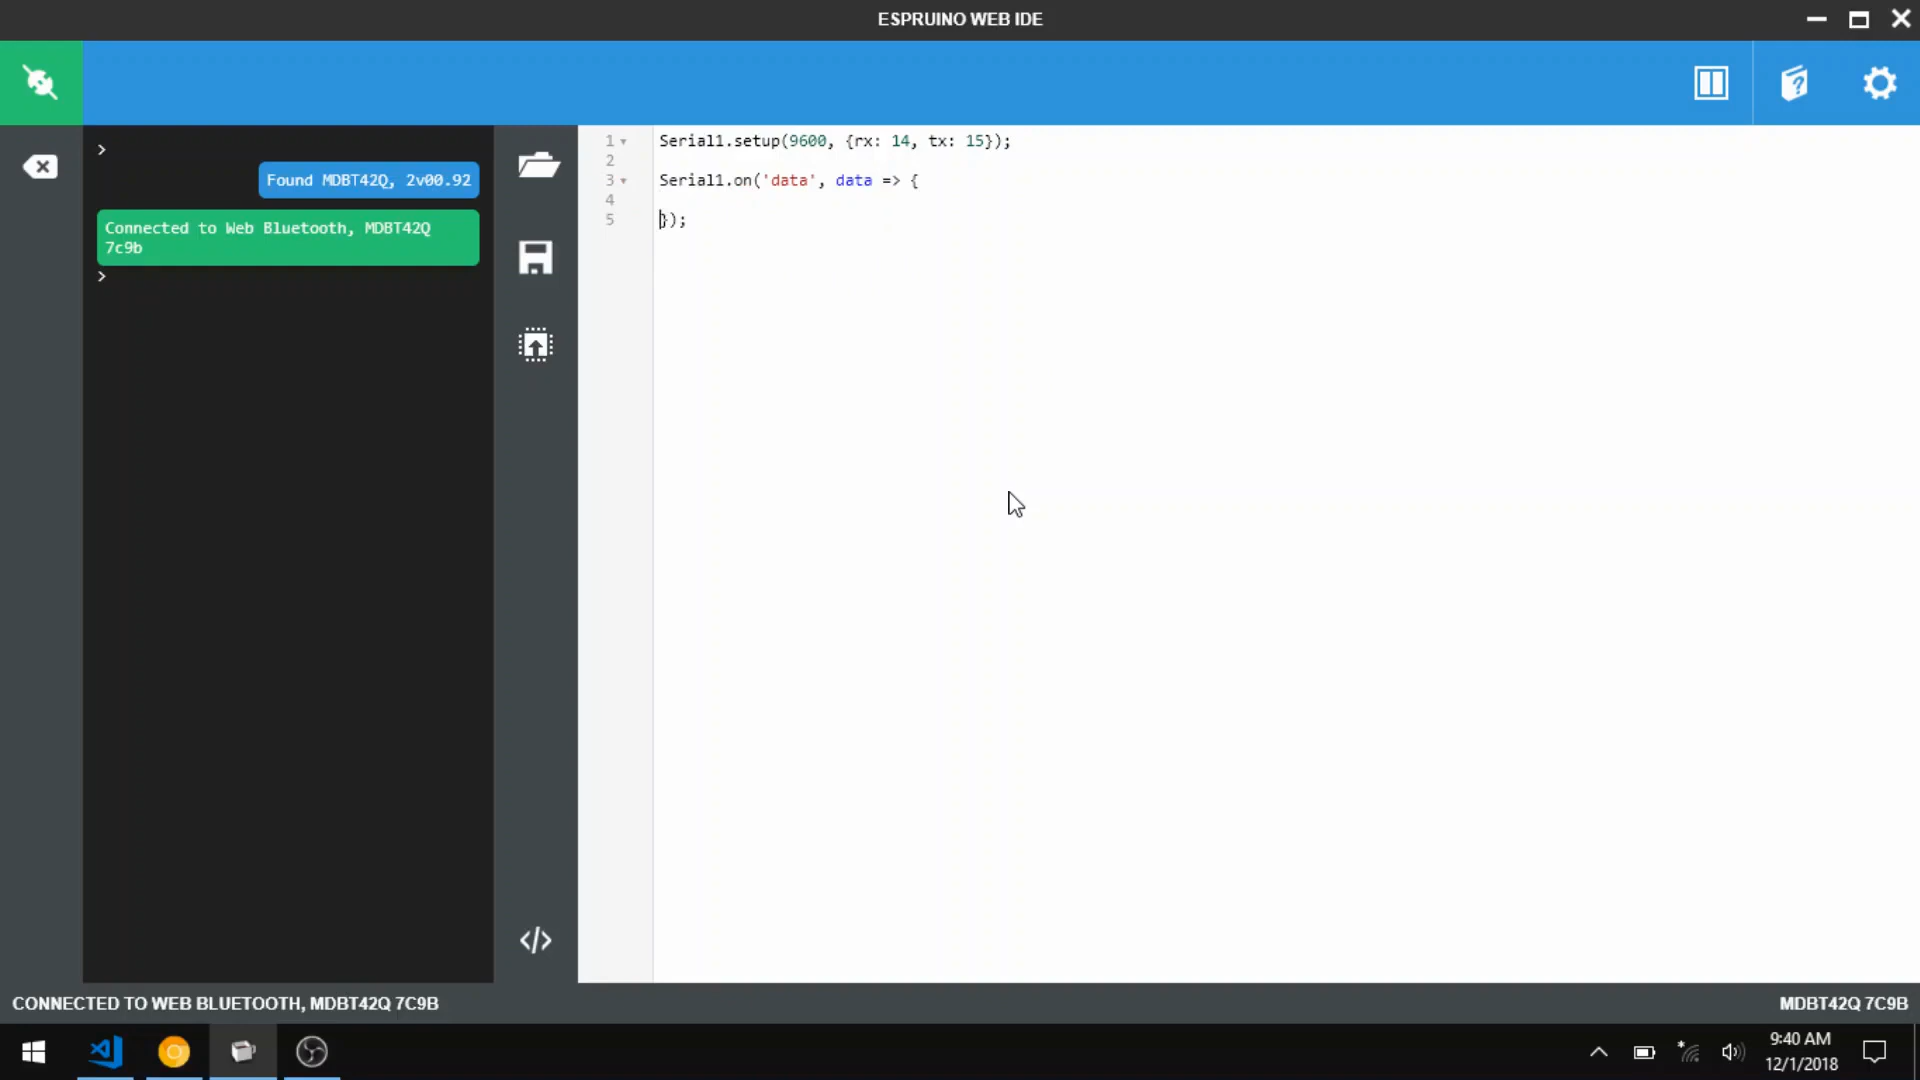 ESPRUINO WEB IDE
>
Found MDBT42Q, 2v00.92
Connected to Web Bluetooth, MDBT42Q
7c9b
>
1 Serial1.setup(9600, {rx: 14, tx: 15});
2
3 Serial1.on('data', data => {
4
5 });
</>
CONNECTED TO WEB BLUETOOTH, MDBT42Q 7C9B
MDBT42Q 7C9B
9:40 AM
12/1/2018